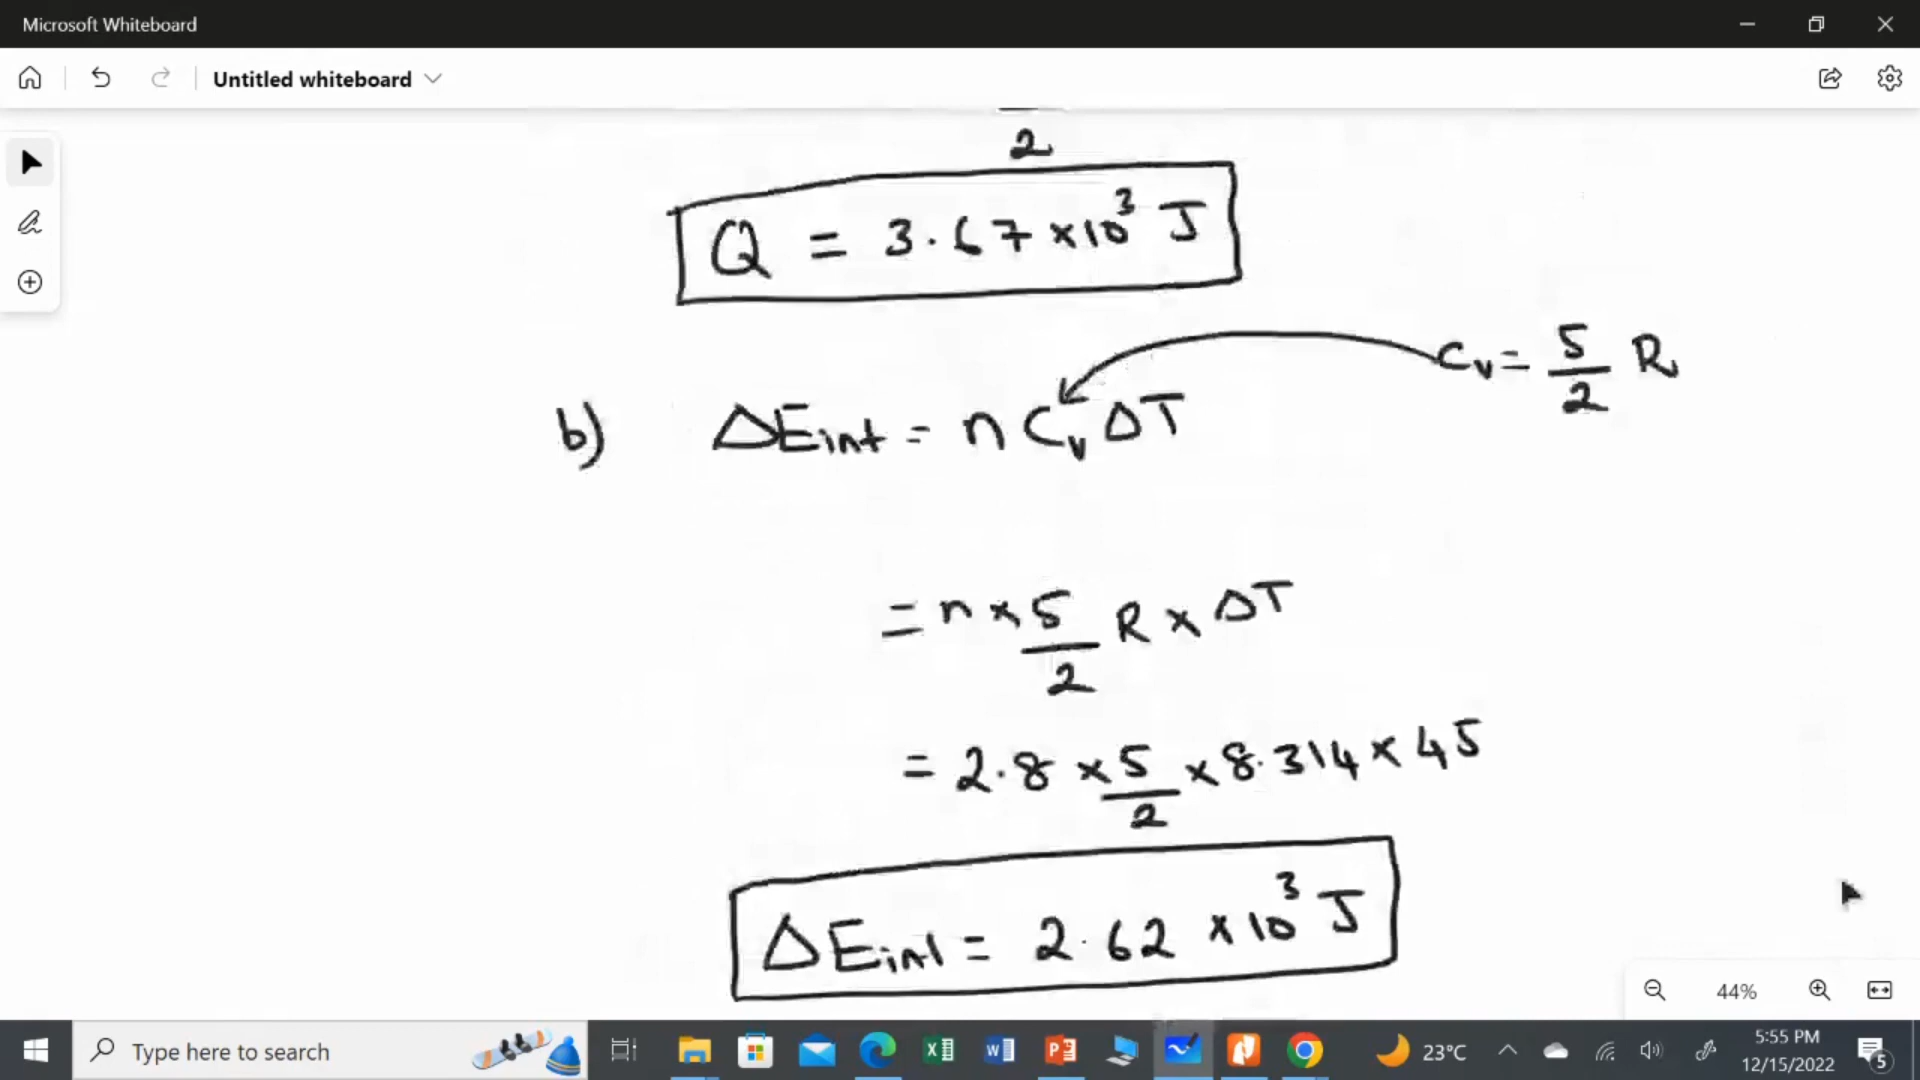 Microsoft Whiteboard
Untitled whiteboard
2
Q = 3.67 ×10³ J
Cv = 5/2 R
b) ΔEint = n Cv ΔT
= n × 5/2 R × ΔT
= 2.8 × 5/2 × 8.314 × 45
ΔEint = 2.62 ×10³ J
44%
Type here to search
23°C
5:55 PM
12/15/2022
5